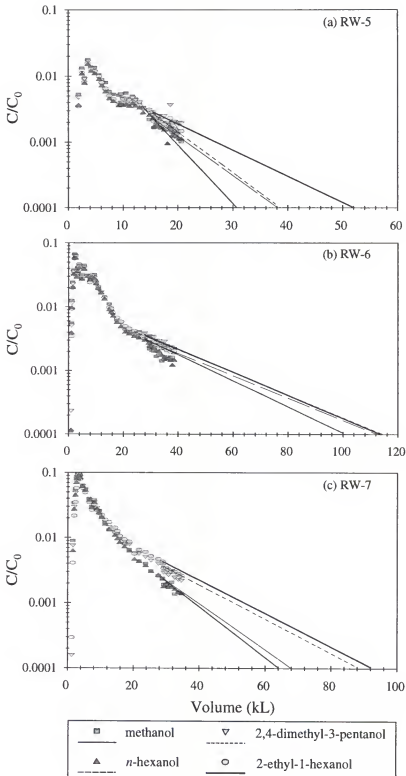 (a) RW-5
C/C0
0.1
0.01
0.001
0.0001
0 10 20 30 40 50 60
(b) RW-6
C/C0
0.1
0.01
0.001
0.0001
0 20 40 60 80 100 120
(c) RW-7
C/C0
0.1
0.01
0.001
0.0001
0 20 40 60 80 100
Volume (kL)
methanol
2,4-dimethyl-3-pentanol
n-hexanol
2-ethyl-1-hexanol